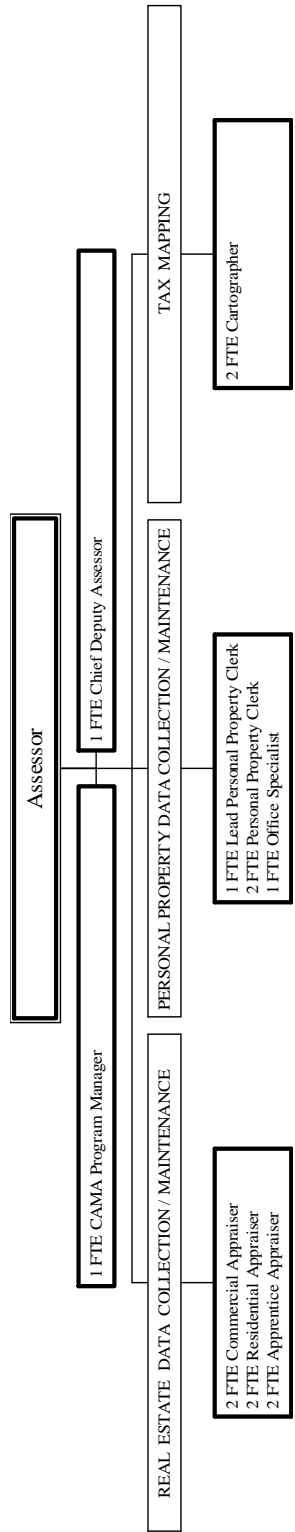 Assessor
1 FTE CAMA Program Manager
1 FTE Chief Deputy Assessor
REAL ESTATE DATA COLLECTION / MAINTENANCE
PERSONAL PROPERTY DATA COLLECTION / MAINTENANCE
TAX MAPPING
2 FTE Commercial Appraiser
2 FTE Residential Appraiser
2 FTE Apprentice Appraiser
1 FTE Lead Personal Property Clerk
2 FTE Personal Property Clerk
1 FTE Office Specialist
2 FTE Cartographer